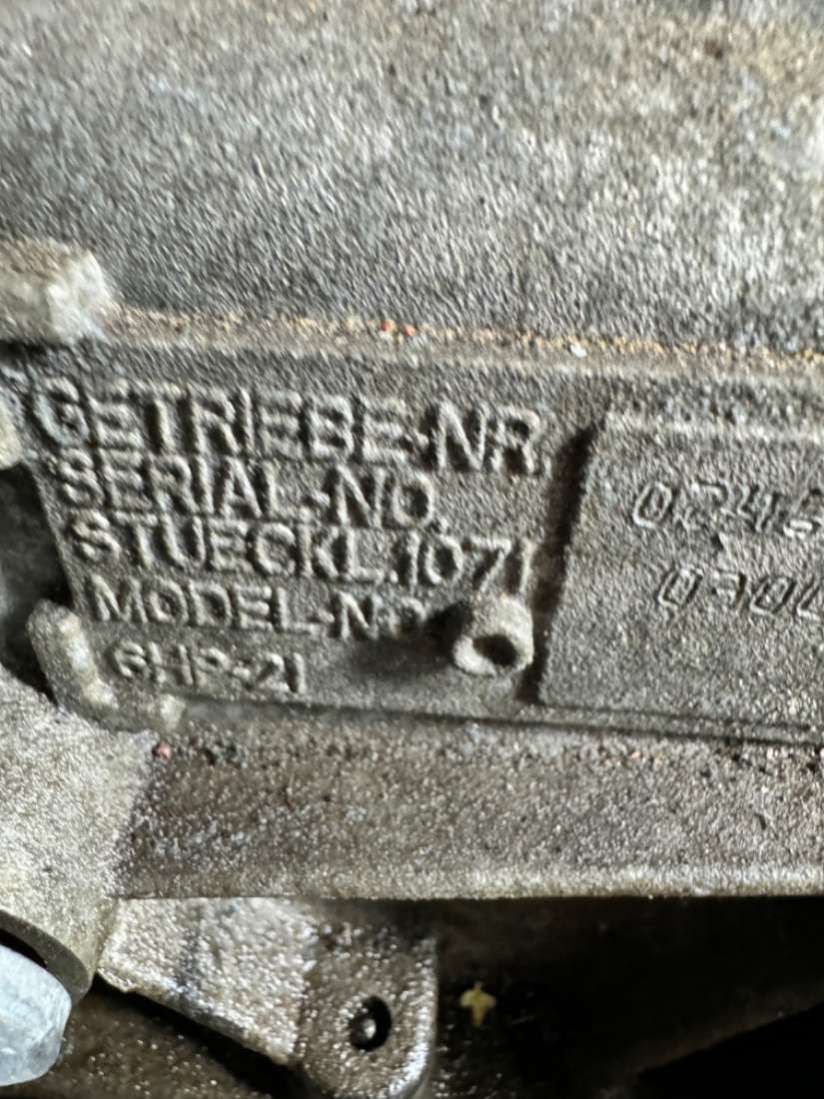 GETRIEBE-NR.
SERIAL-NO.
STUECKL.1071
MODEL-NO.
6HP-21